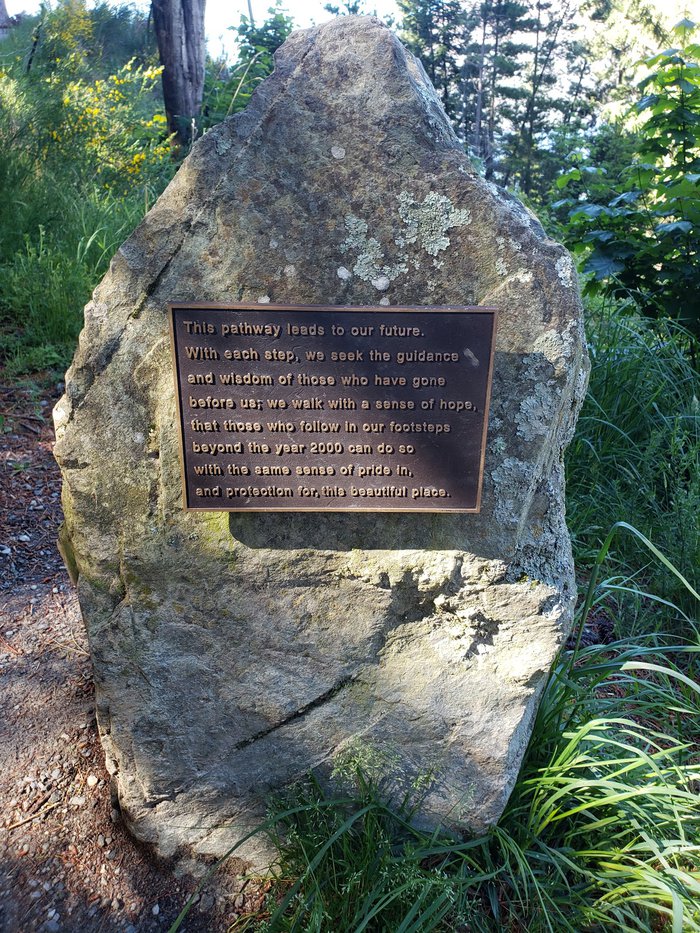 This pathway leads to our future.
With each step, we seek the guidance
and wisdom of those who have gone
before us; we walk with a sense of hope,
that those who follow in our footsteps
beyond the year 2000 can do so
with the same sense of pride in,
and protection for, this beautiful place.